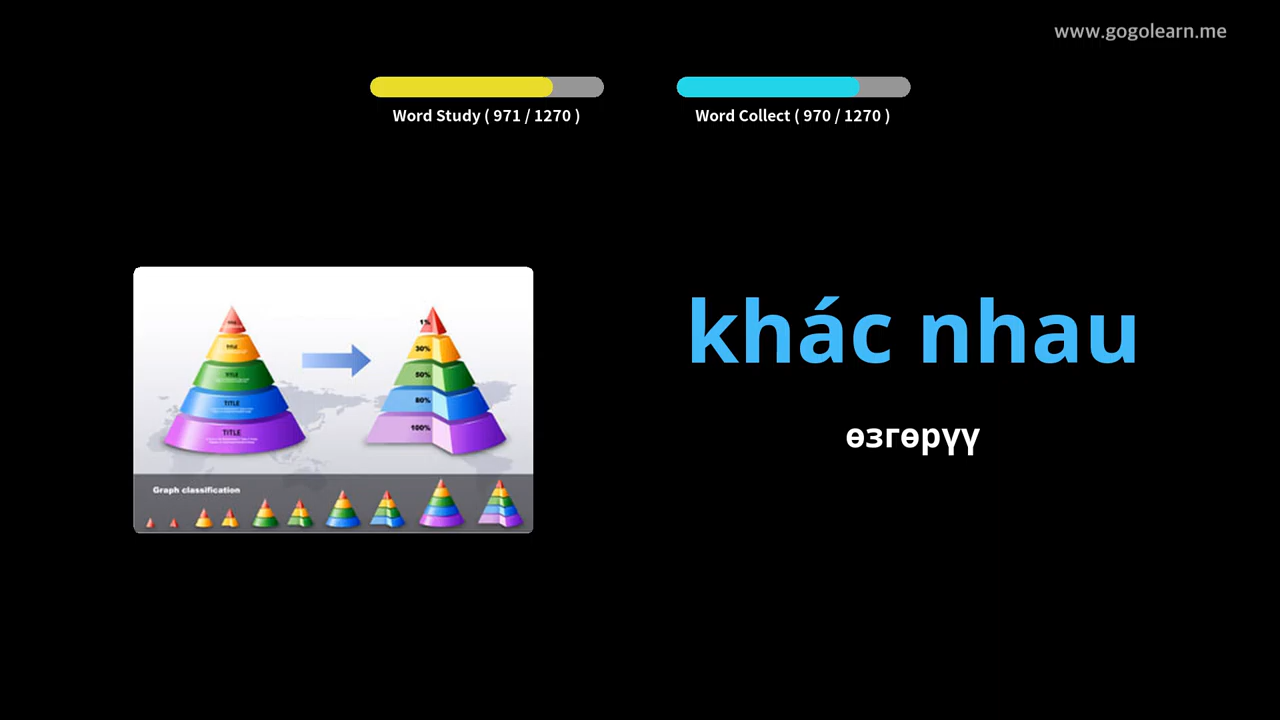 www.gogolearn.me
Word Study ( 971 / 1270 )
Word Collect ( 970 / 1270 )
khác nhau
өзгөрүү
1%
TITLE
30%
TITLE
50%
TITLE
80%
TITLE
100%
Graph classification